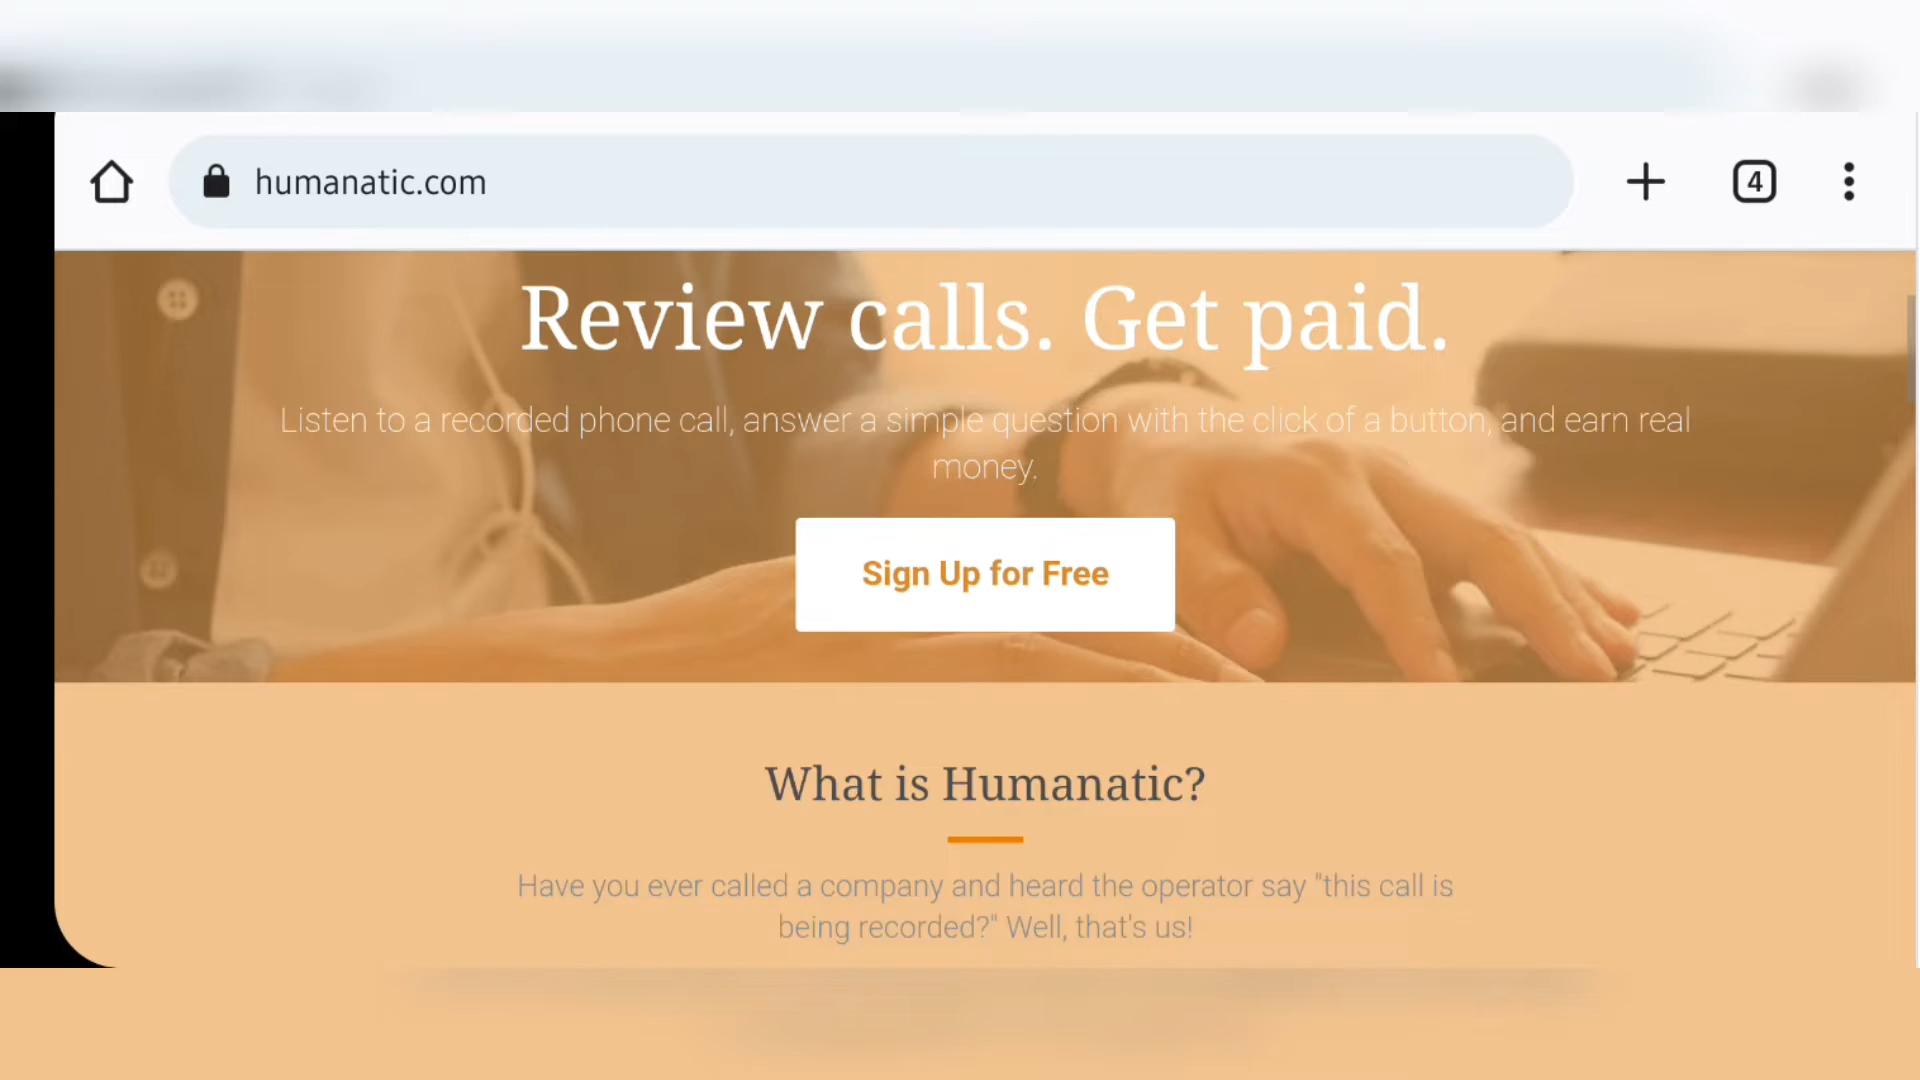 humanatic.com
4
Review calls. Get paid.
Listen to a recorded phone call, answer a simple question with the click of a button, and earn real
money.
Sign Up for Free
What is Humanatic?
Have you ever called a company and heard the operator say "this call is
being recorded?" Well, that's us!